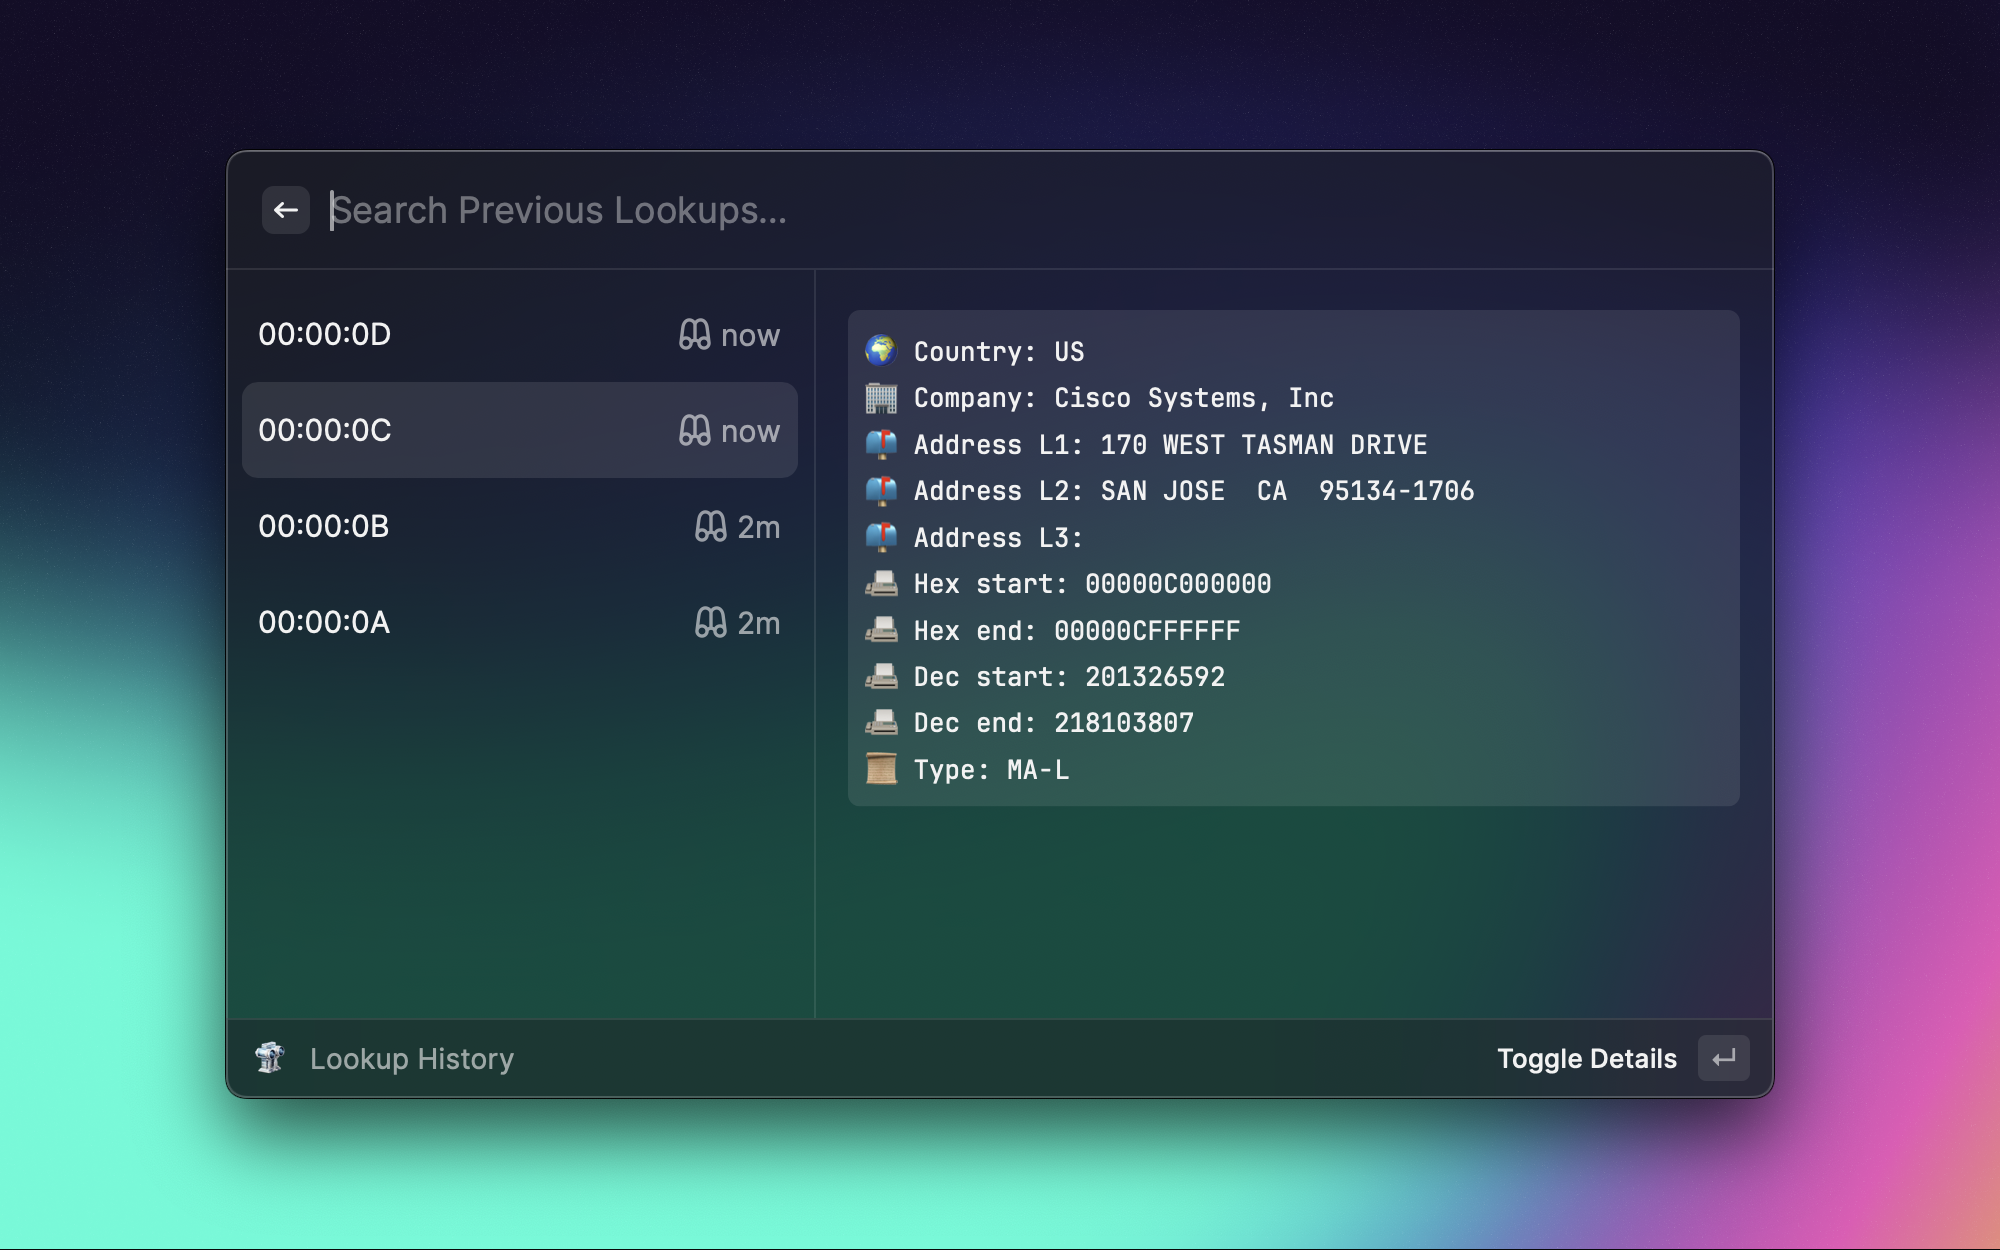 Search Previous Lookups...
00:00:0D now
00:00:0C now
00:00:0B 2m
00:00:0A 2m
Country: US
Company: Cisco Systems, Inc
Address L1: 170 WEST TASMAN DRIVE
Address L2: SAN JOSE  CA  95134-1706
Address L3:
Hex start: 00000C000000
Hex end: 00000CFFFFFF
Dec start: 201326592
Dec end: 218103807
Type: MA-L
Lookup History
Toggle Details